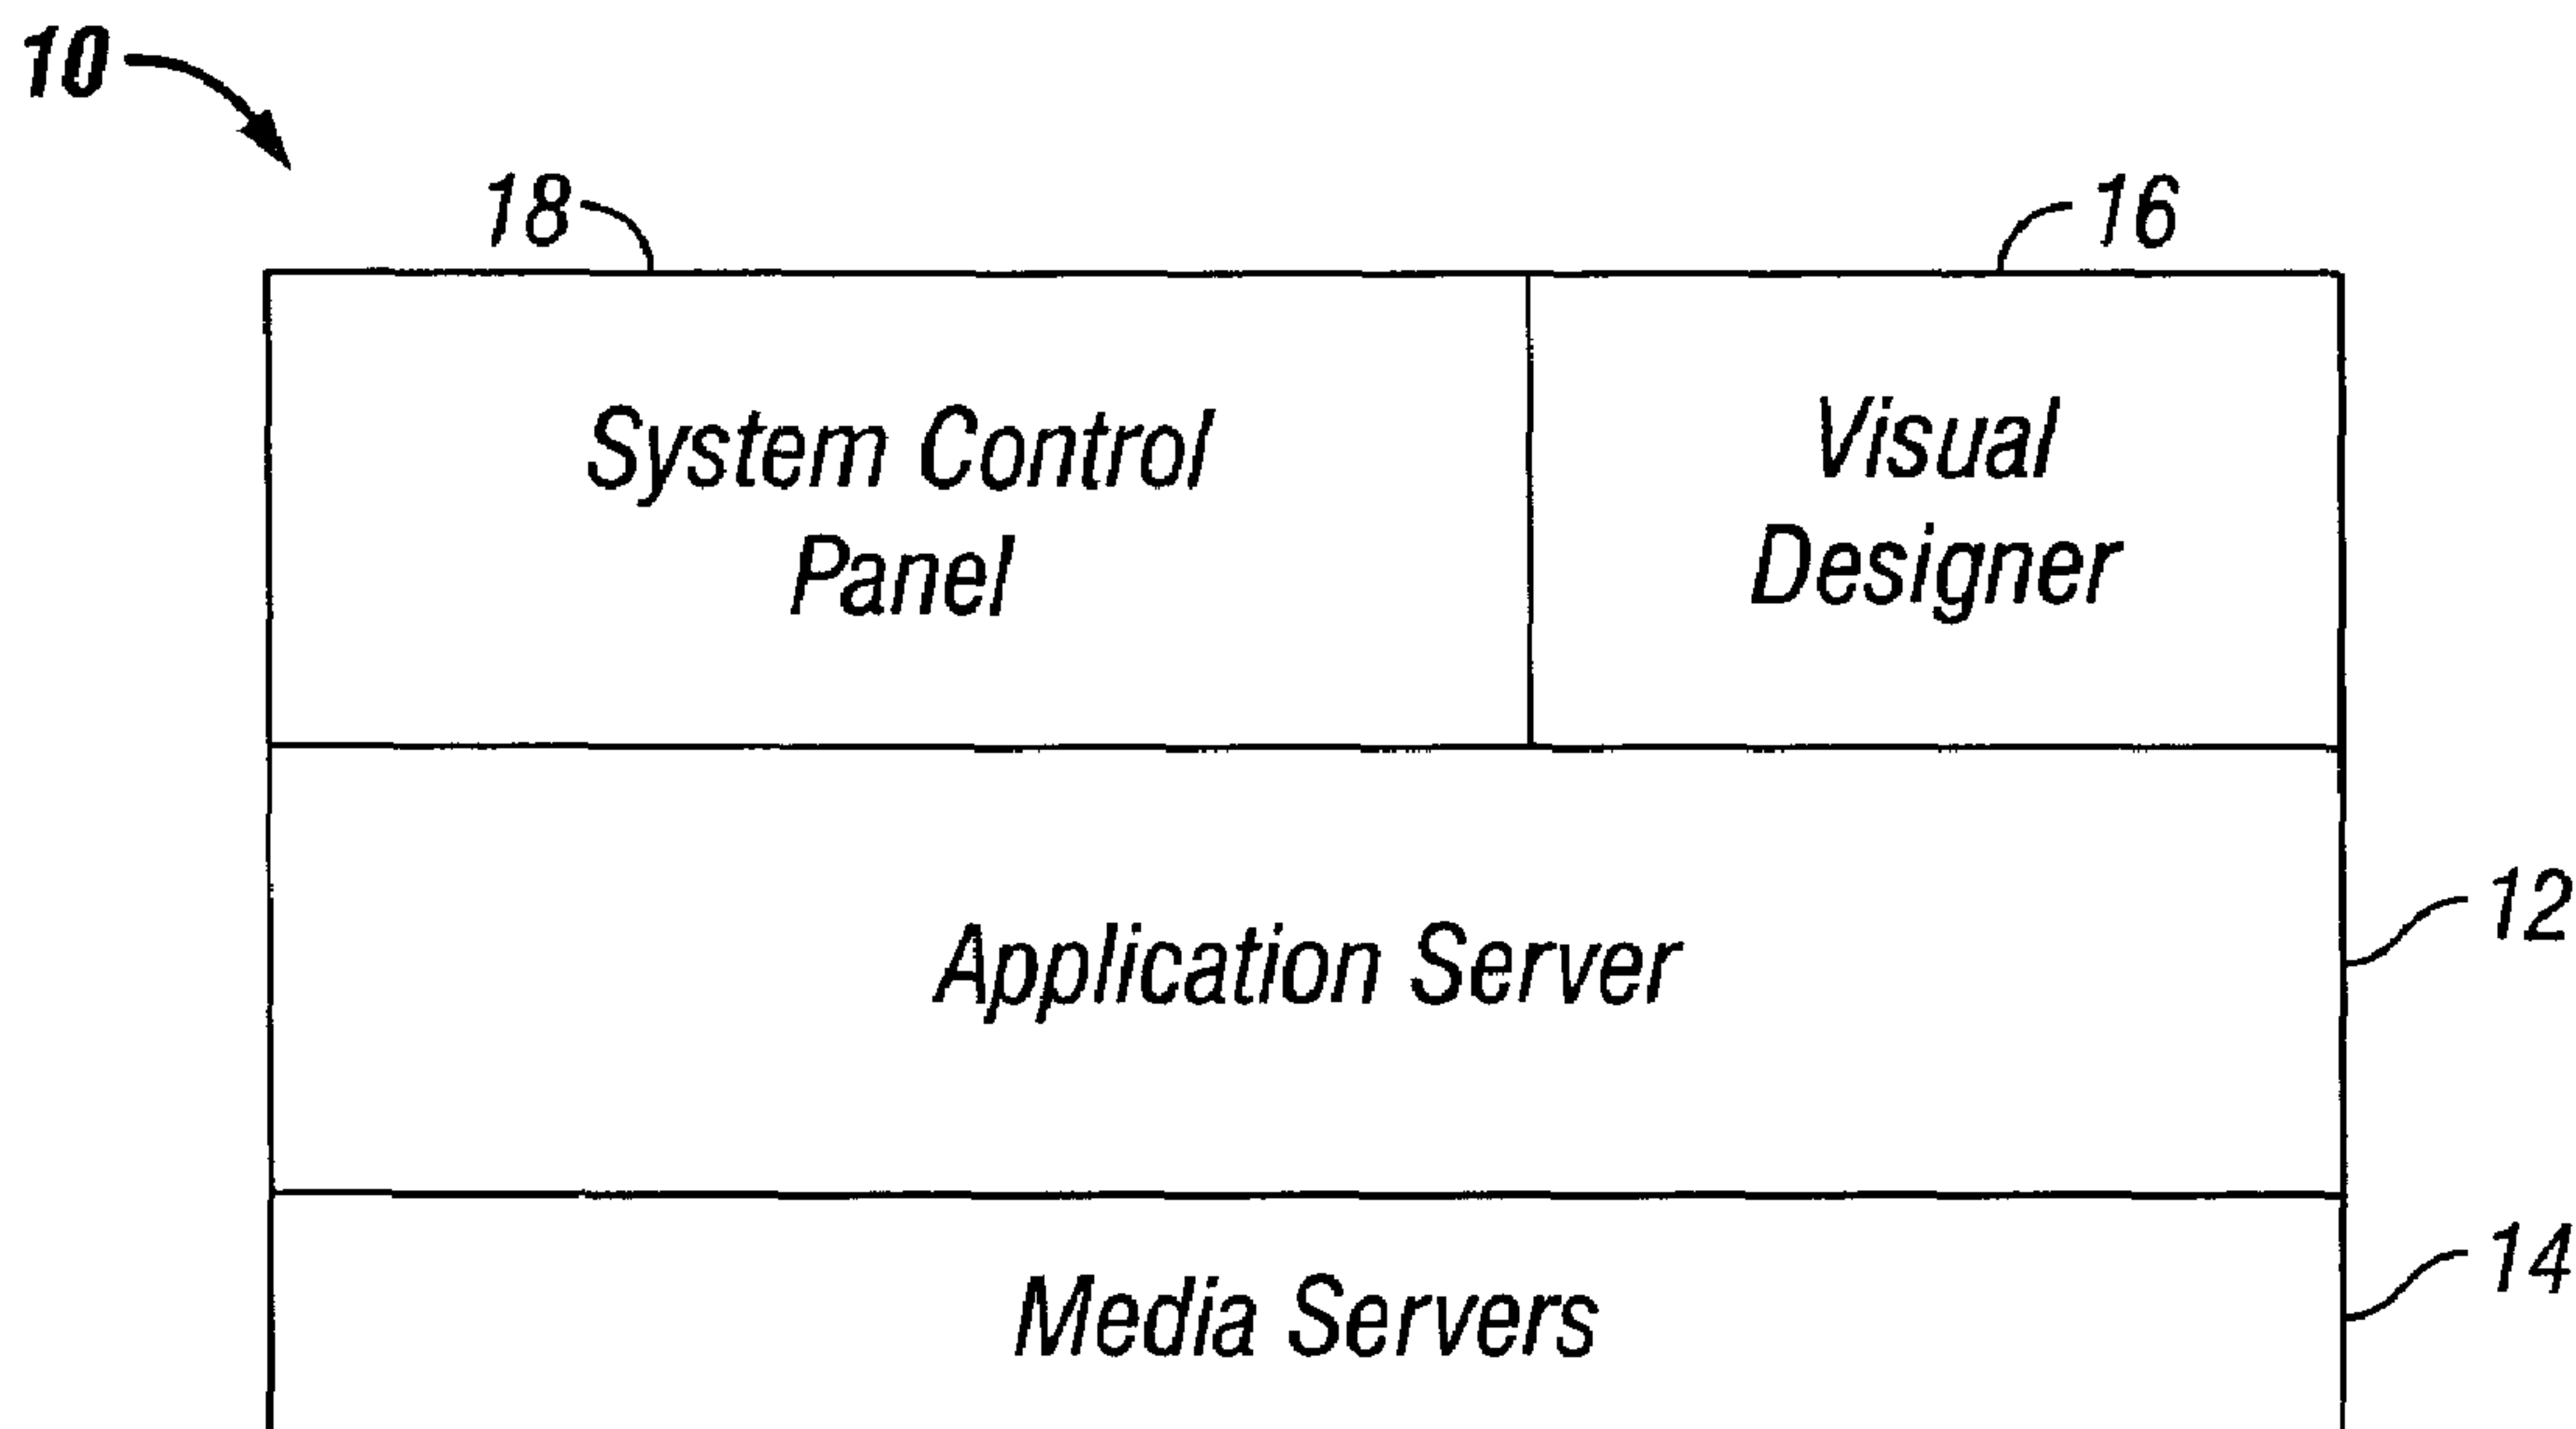 10
18
16
System Control
Panel
Visual
Designer
Application Server
12
Media Servers
14